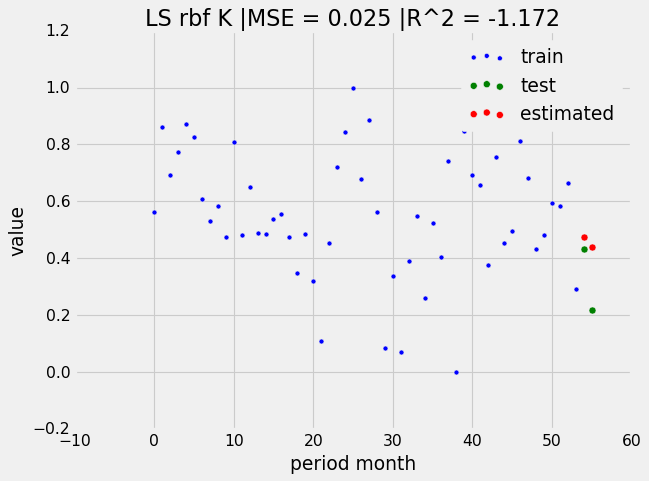 LS rbf K |MSE = 0.025 |R^2 = -1.172
1.2
1.0
0.8
0.6
0.4
0.2
0.0
−0.2
value
train
test
estimated
−10 0 10 20 30 40 50 60
period month